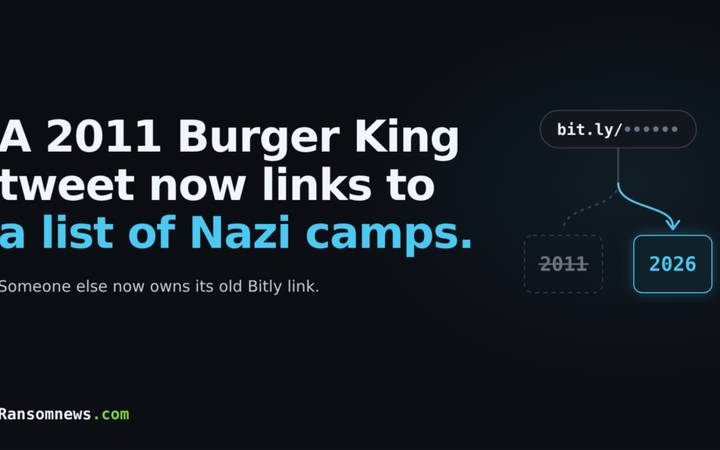 A 2011 Burger King
tweet now links to
a list of Nazi camps.
Someone else now owns its old Bitly link.
bit.ly/••••••
2011
2026
Ransomnews.com